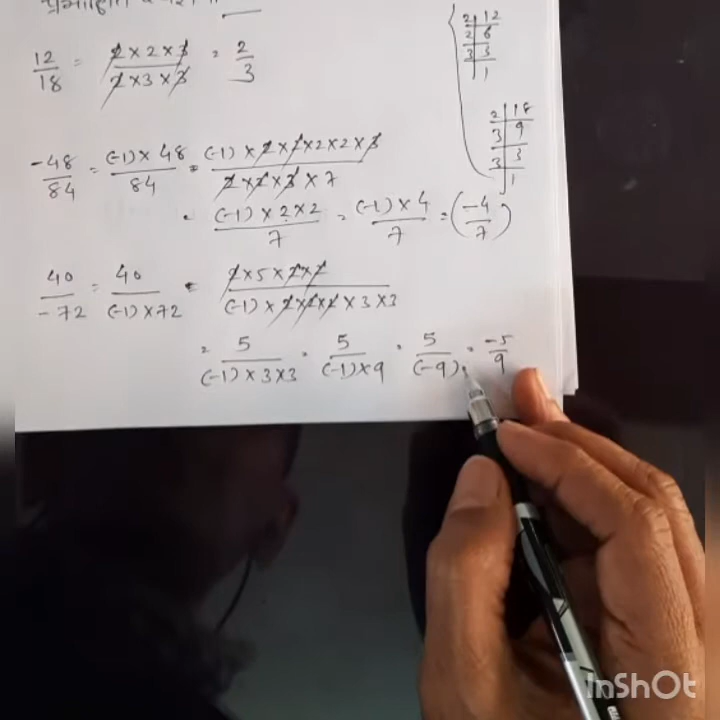 12/18 = 2 × 2 × 3 / 2 × 3 × 3 = 2/3
2 | 12
2 | 6
3 | 3
1
2 | 18
3 | 9
3 | 3
1
-48/84 = (-1) × 48 / 84 = (-1) × 2 × 2 × 2 × 2 × 3 / 2 × 2 × 3 × 7
= (-1) × 2 × 2 / 7 = (-1) × 4 / 7 = (-4/7)
40/-72 = 40 / (-1) × 72 = 2 × 5 × 2 × 2 / (-1) × 2 × 2 × 2 × 3 × 3
= 5 / (-1) × 3 × 3 = 5 / (-1) × 9 = 5 / (-9) = -5/9
InShOt